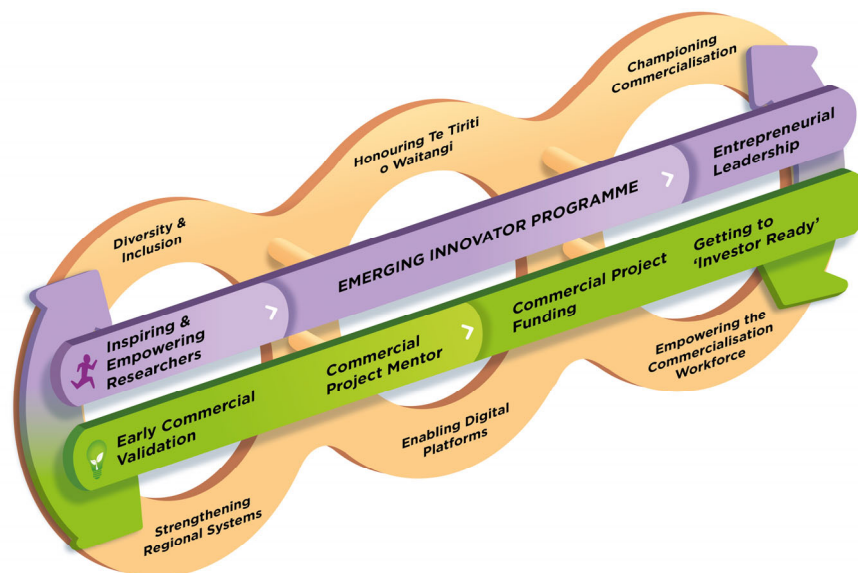 Championing
Commercialisation
Honouring Te Tiriti
o Waitangi
Diversity &
Inclusion
Entrepreneurial
Leadership
EMERGING INNOVATOR PROGRAMME
Inspiring &
Empowering
Researchers
Getting to
‘Investor Ready’
Commercial Project
Funding
Commercial
Project Mentor
Early Commercial
Validation
Empowering the
Commercialisation
Workforce
Enabling Digital
Platforms
Strengthening
Regional Systems